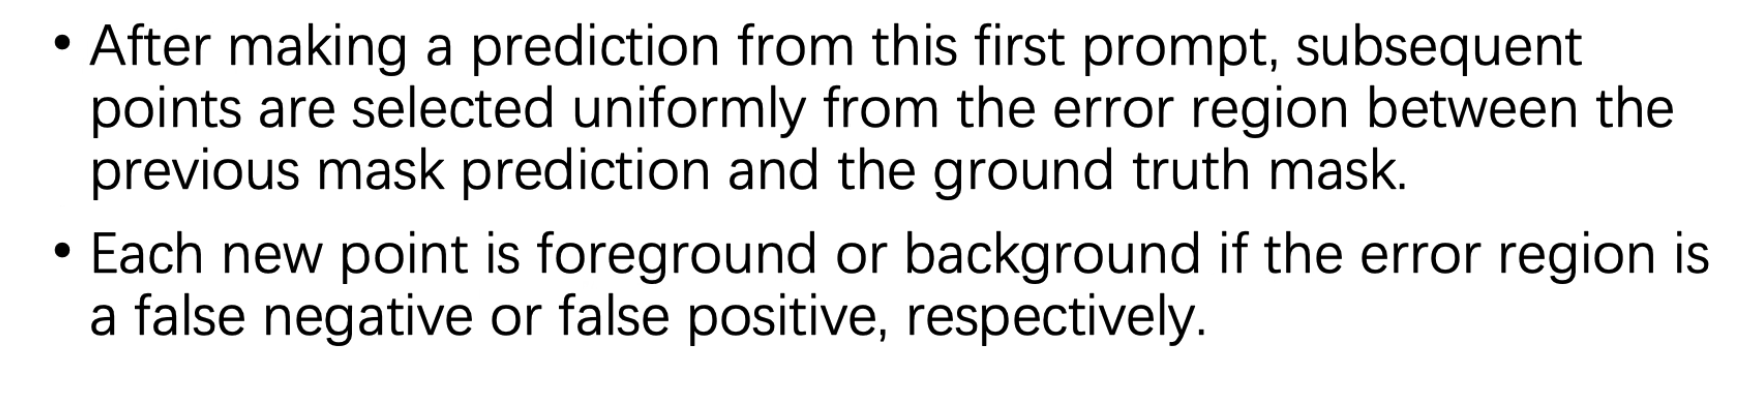 • After making a prediction from this first prompt, subsequent
points are selected uniformly from the error region between the
previous mask prediction and the ground truth mask.
• Each new point is foreground or background if the error region is
a false negative or false positive, respectively.